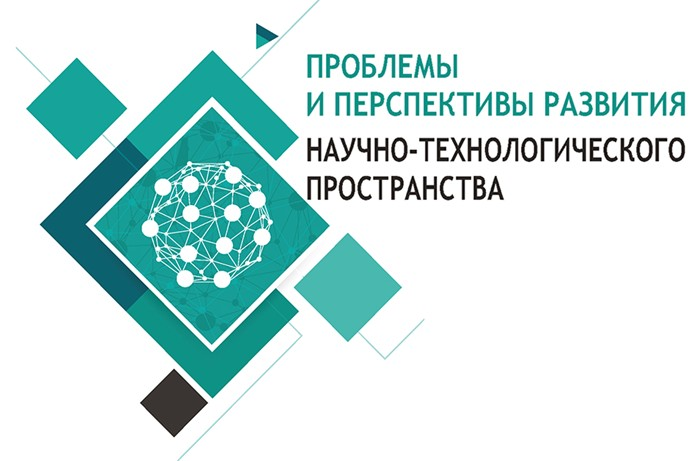 ПРОБЛЕМЫ
И ПЕРСПЕКТИВЫ РАЗВИТИЯ
НАУЧНО-ТЕХНОЛОГИЧЕСКОГО
ПРОСТРАНСТВА